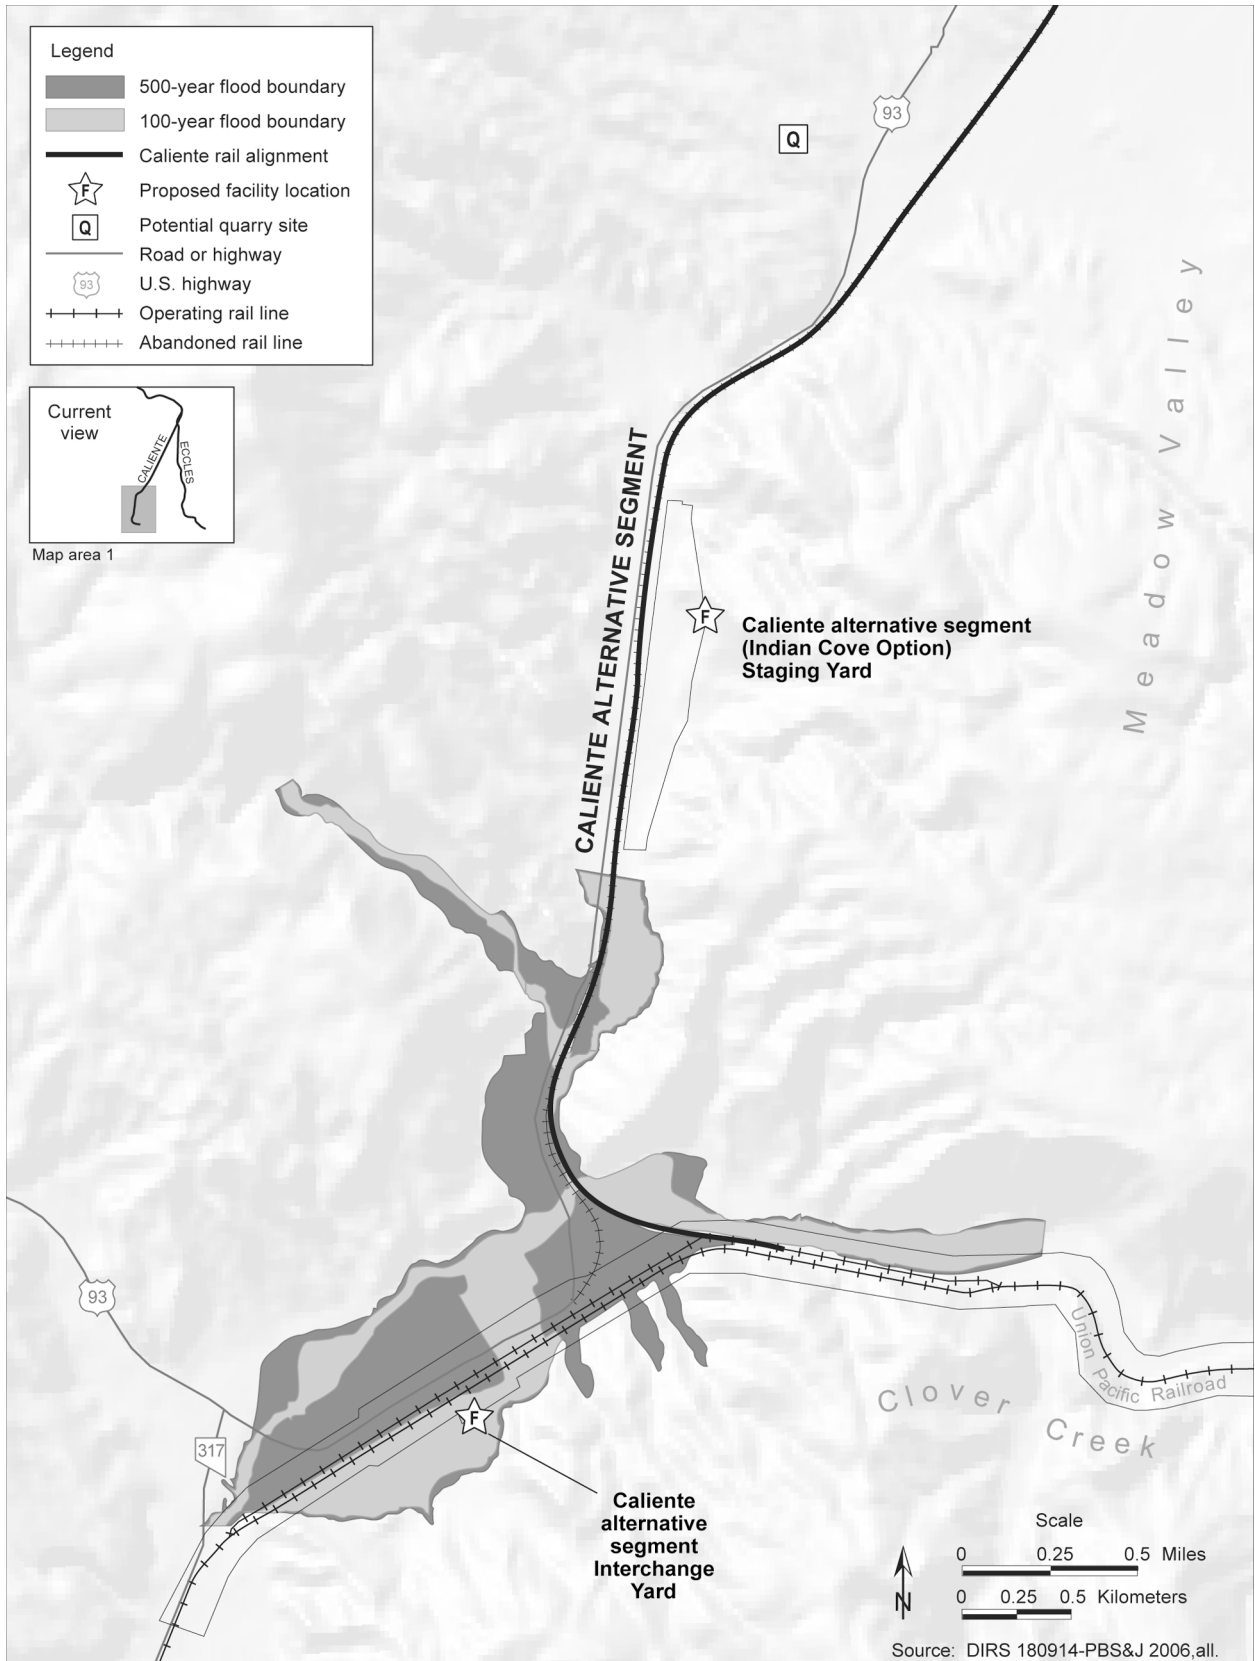 Legend
500-year flood boundary
100-year flood boundary
Caliente rail alignment
F
Proposed facility location
Q
Potential quarry site
Road or highway
93
U.S. highway
Operating rail line
Abandoned rail line
Current
view
CALIENTE
ECCLES
Map area 1
93
Q
Meadow Valley
CALIENTE ALTERNATIVE SEGMENT
F
Caliente alternative segment
(Indian Cove Option)
Staging Yard
93
317
F
Caliente
alternative
segment
Interchange
Yard
Union
Pacific Railroad
Clover
Creek
Scale
0 0.25 0.5 Miles
0 0.25 0.5 Kilometers
N
Source: DIRS 180914-PBS&J 2006,all.